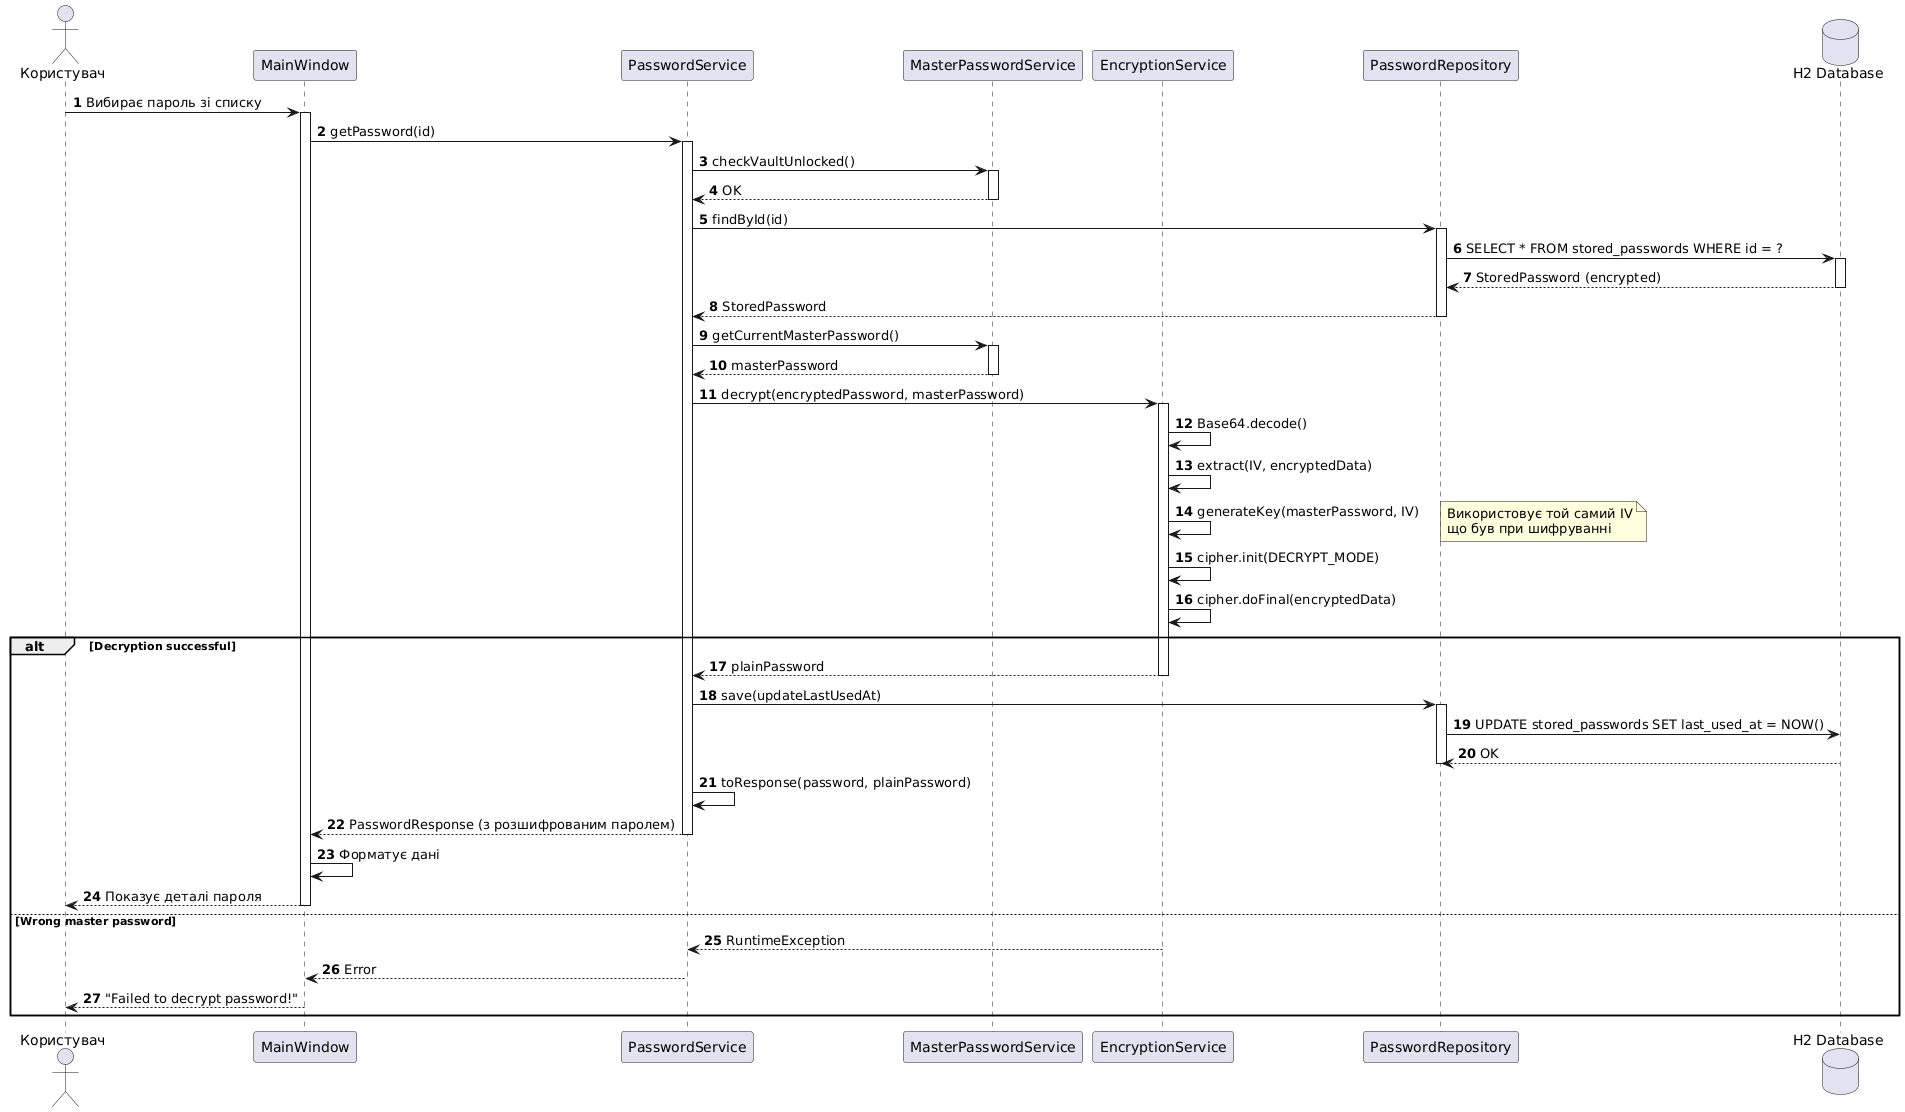 Користувач
MainWindow
PasswordService
MasterPasswordService
EncryptionService
PasswordRepository
H2 Database
1 Вибирає пароль зі списку
2 getPassword(id)
3 checkVaultUnlocked()
4 OK
5 findById(id)
6 SELECT * FROM stored_passwords WHERE id = ?
7 StoredPassword (encrypted)
8 StoredPassword
9 getCurrentMasterPassword()
10 masterPassword
11 decrypt(encryptedPassword, masterPassword)
12 Base64.decode()
13 extract(IV, encryptedData)
14 generateKey(masterPassword, IV)
Використовує той самий IV
що був при шифруванні
15 cipher.init(DECRYPT_MODE)
16 cipher.doFinal(encryptedData)
alt [Decryption successful]
17 plainPassword
18 save(updateLastUsedAt)
19 UPDATE stored_passwords SET last_used_at = NOW()
20 OK
21 toResponse(password, plainPassword)
22 PasswordResponse (з розшифрованим паролем)
23 Форматує дані
24 Показує деталі пароля
[Wrong master password]
25 RuntimeException
26 Error
27 "Failed to decrypt password!"
Користувач
MainWindow
PasswordService
MasterPasswordService
EncryptionService
PasswordRepository
H2 Database